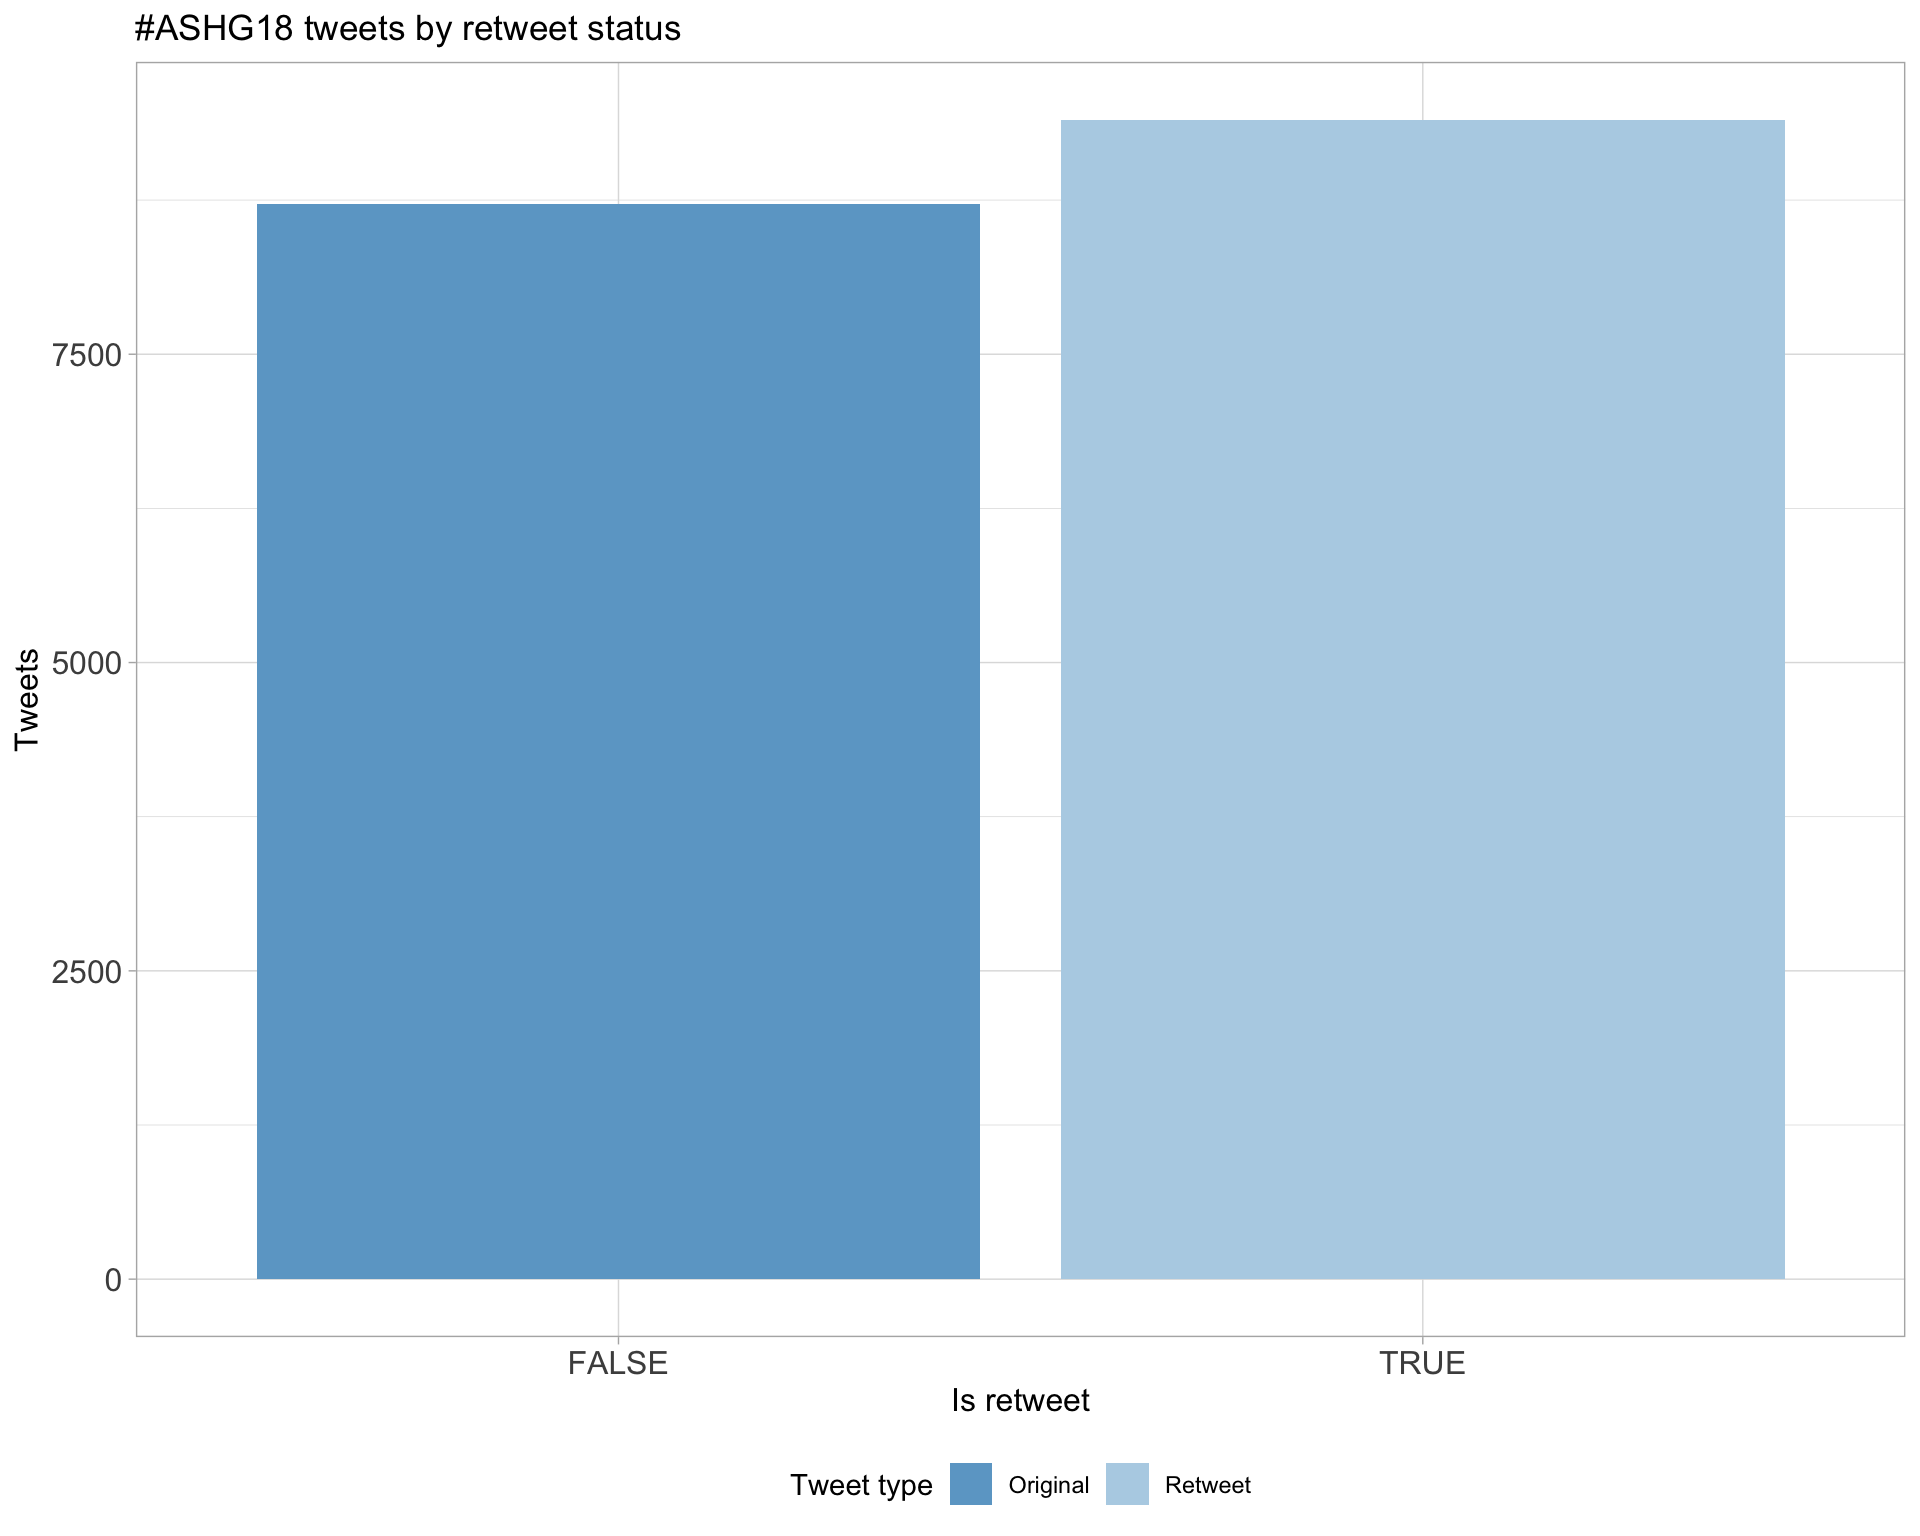 #ASHG18 tweets by retweet status
Tweets
7500
5000
2500
0
FALSE TRUE
Is retweet
Tweet type Original Retweet